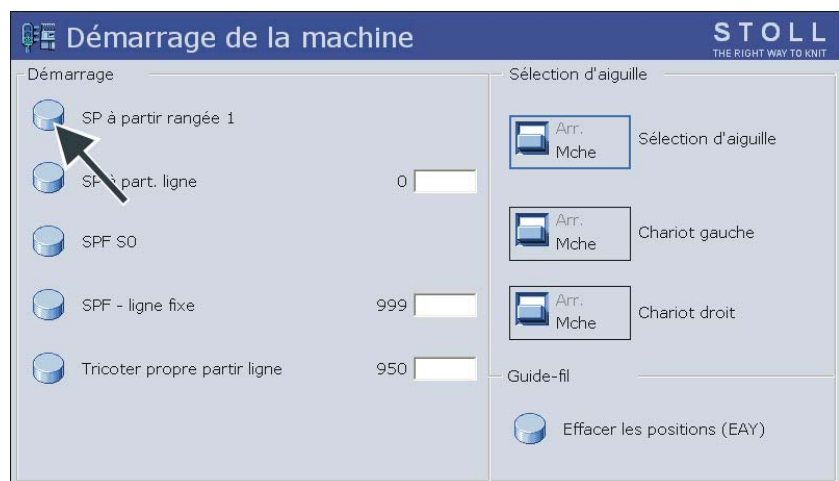 Démarrage de la machine
STOLL
THE RIGHT WAY TO KNIT
Démarrage
SP à partir rangée 1
SP à part. ligne 0
SPF S0
SPF - ligne fixe 999
Tricoter propre partir ligne 950
Sélection d'aiguille
Arr.
Mche
Sélection d'aiguille
Arr.
Mche
Chariot gauche
Arr.
Mche
Chariot droit
Guide-fil
Effacer les positions (EAY)